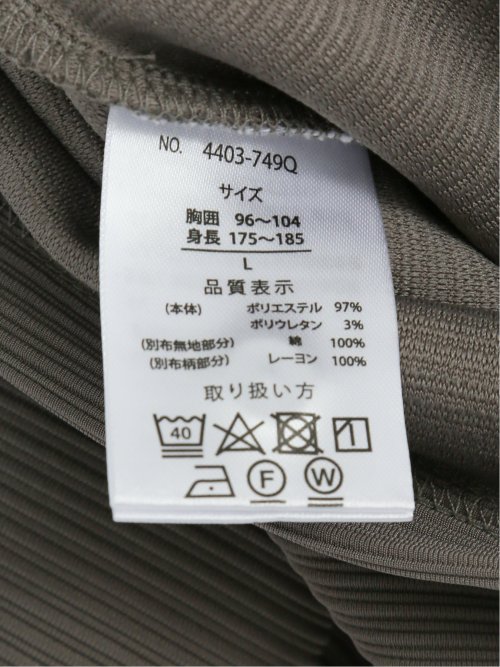 NO. 4403-749Q
サイズ
胸囲 96～104
身長 175～185
L
品質表示
(本体) ポリエステル 97%
ポリウレタン 3%
(別布無地部分) 綿 100%
(別布柄部分) レーヨン 100%
取り扱い方
40
F W